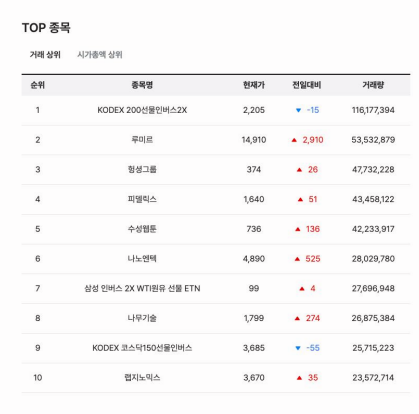 TOP 종목
거래 상위 시가총액 상위
순위 종목명 현재가 전일대비 거래량
1 KODEX 200선물인버스2X 2,205 ▼ -15 116,177,394
2 루미르 14,910 ▲ 2,910 53,532,879
3 헝셩그룹 374 ▲ 26 47,732,228
4 피델릭스 1,640 ▲ 51 43,458,122
5 수성웹툰 736 ▲ 136 42,233,917
6 나노엔텍 4,890 ▲ 525 28,029,780
7 삼성 인버스 2X WTI원유 선물 ETN 99 ▲ 4 27,696,948
8 나무기술 1,799 ▲ 274 26,875,384
9 KODEX 코스닥150선물인버스 3,685 ▼ -55 25,715,223
10 랩지노믹스 3,670 ▲ 35 23,572,714